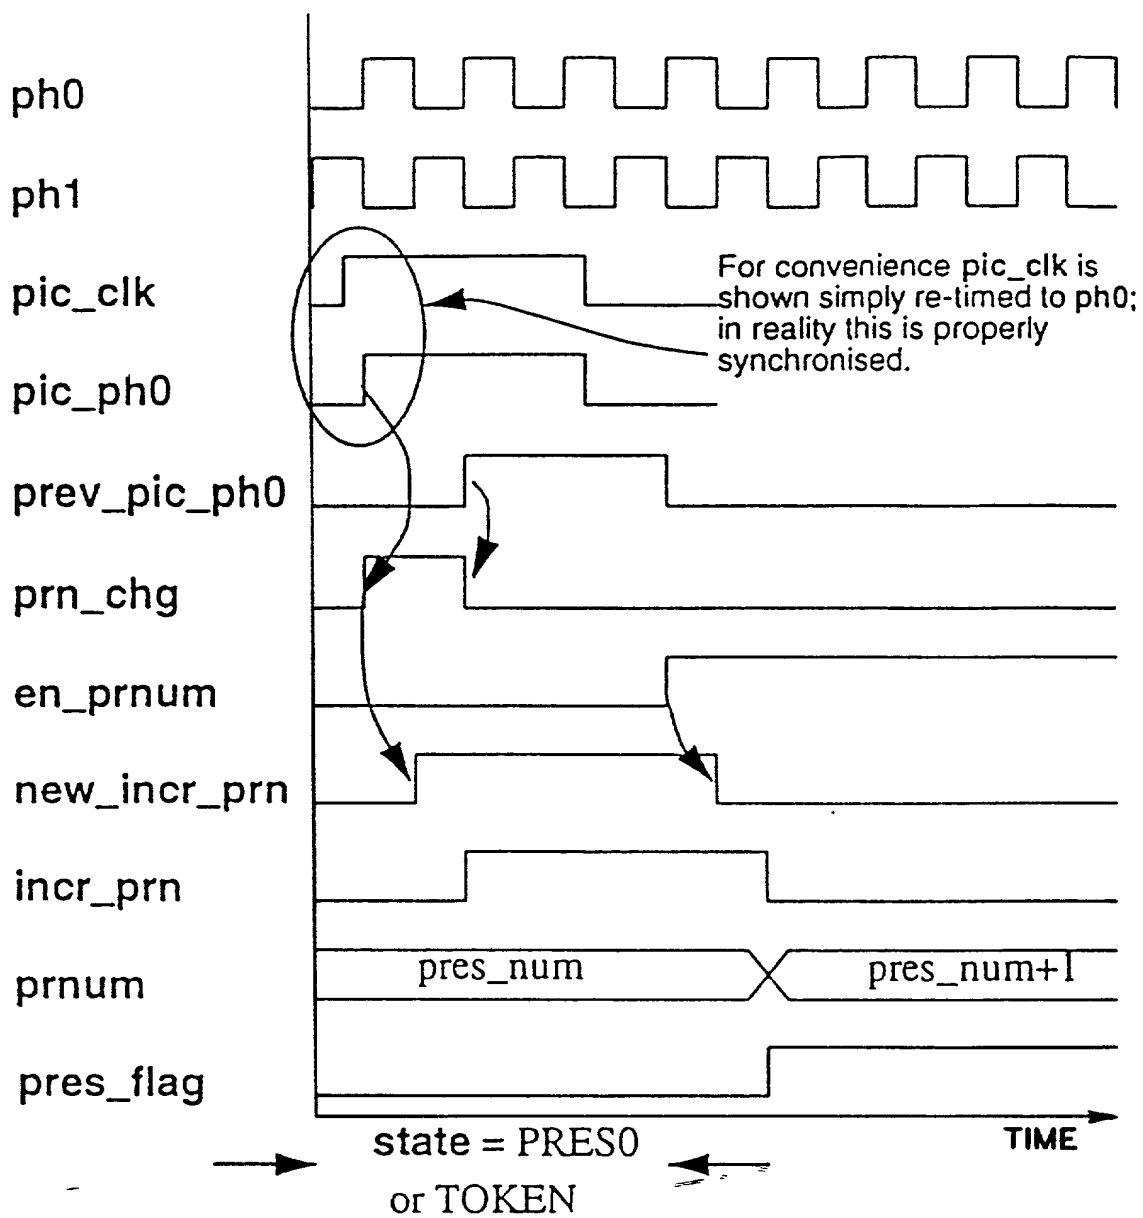 ph0
ph1
pic_clk
For convenience pic_clk is
shown simply re-timed to ph0;
in reality this is properly
synchronised.
pic_ph0
prev_pic_ph0
prn_chg
en_prnum
new_incr_prn
incr_prn
prnum
pres_num
pres_num+1
pres_flag
TIME
state = PRES0
or TOKEN